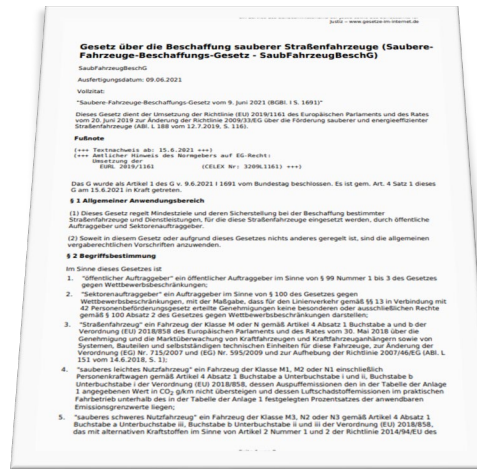 Justiz – www.gesetze-im-internet.de
Gesetz über die Beschaffung sauberer Straßenfahrzeuge (Saubere-
Fahrzeuge-Beschaffungs-Gesetz - SaubFahrzeugBeschG)
SaubFahrzeugBeschG
Ausfertigungsdatum: 09.06.2021
Vollzitat:
"Saubere-Fahrzeuge-Beschaffungs-Gesetz vom 9. Juni 2021 (BGBl. I S. 1691)"
Dieses Gesetz dient der Umsetzung der Richtlinie (EU) 2019/1161 des Europäischen Parlaments und des Rates
vom 20. Juni 2019 zur Änderung der Richtlinie 2009/33/EG über die Förderung sauberer und energieeffizienter
Straßenfahrzeuge (ABl. L 188 vom 12.7.2019, S. 116).
Fußnote
(+++ Textnachweis ab: 15.6.2021 +++)
(+++ Amtlicher Hinweis des Normgebers auf EG-Recht:
Umsetzung der
EURL 2019/1161 (CELEX Nr: 3209L1161) +++)
Das G wurde als Artikel 1 des G v. 9.6.2021 I 1691 vom Bundestag beschlossen. Es ist gem. Art. 4 Satz 1 dieses
G am 15.6.2021 in Kraft getreten.
§ 1 Allgemeiner Anwendungsbereich
(1) Dieses Gesetz regelt Mindestziele und deren Sicherstellung bei der Beschaffung bestimmter
Straßenfahrzeuge und Dienstleistungen, für die diese Straßenfahrzeuge eingesetzt werden, durch öffentliche
Auftraggeber und Sektorenauftraggeber.
(2) Soweit in diesem Gesetz oder aufgrund dieses Gesetzes nichts anderes geregelt ist, sind die allgemeinen
vergaberechtlichen Vorschriften anzuwenden.
§ 2 Begriffsbestimmung
Im Sinne dieses Gesetzes ist
1. "öffentlicher Auftraggeber" ein öffentlicher Auftraggeber im Sinne von § 99 Nummer 1 bis 3 des Gesetzes
gegen Wettbewerbsbeschränkungen;
2. "Sektorenauftraggeber" ein Auftraggeber im Sinne von § 100 des Gesetzes gegen
Wettbewerbsbeschränkungen, mit der Maßgabe, dass für den Linienverkehr gemäß §§ 13 in Verbindung mit
42 Personenbeförderungsgesetz erteilte Genehmigungen keine besonderen oder ausschließlichen Rechte
gemäß § 100 Absatz 2 des Gesetzes gegen Wettbewerbsbeschränkungen darstellen;
3. "Straßenfahrzeug" ein Fahrzeug der Klasse M oder N gemäß Artikel 4 Absatz 1 Buchstabe a und b der
Verordnung (EU) 2018/858 des Europäischen Parlaments und des Rates vom 30. Mai 2018 über die
Genehmigung und die Marktüberwachung von Kraftfahrzeugen und Kraftfahrzeuganhängern sowie von
Systemen, Bauteilen und selbstständigen technischen Einheiten für diese Fahrzeuge, zur Änderung der
Verordnung (EG) Nr. 715/2007 und (EG) Nr. 595/2009 und zur Aufhebung der Richtlinie 2007/46/EG (ABl. L
151 vom 14.6.2018, S. 1);
4. "sauberes leichtes Nutzfahrzeug" ein Fahrzeug der Klasse M1, M2 oder N1 einschließlich
Personenkraftwagen gemäß Artikel 4 Absatz 1 Buchstabe a Unterbuchstabe i und ii, Buchstabe b
Unterbuchstabe i der Verordnung (EU) 2018/858, dessen Auspuffemissionen den in der Tabelle der Anlage
1 angegebenen Wert in CO₂ g/km nicht übersteigen und dessen Luftschadstoffemissionen im praktischen
Fahrbetrieb unterhalb des in der Tabelle der Anlage 1 festgelegten Prozentsatzes der anwendbaren
Emissionsgrenzwerte liegen;
5. "sauberes schweres Nutzfahrzeug" ein Fahrzeug der Klasse M3, N2 oder N3 gemäß Artikel 4 Absatz 1
Buchstabe a Unterbuchstabe iii, Buchstabe b Unterbuchstabe ii und iii der Verordnung (EU) 2018/858,
das mit alternativen Kraftstoffen im Sinne von Artikel 2 Nummer 1 und 2 der Richtlinie 2014/94/EU des